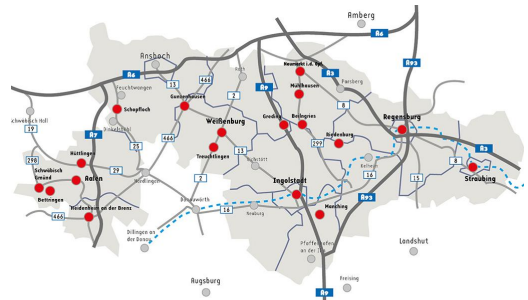 Amberg
A6
Ansbach
A93
A6
466
Roth
Neumarkt i.d. Opf.
A3
Parsberg
13
A9
Feuchtwangen
2
Mühlhausen
Gunzenhausen
8
Schopfloch
Weißenburg
Greding
Beilngries
Regensburg
19
Dinkelsbühl
A7
466
Riedenburg
25
299
A3
Hüttlingen
Treuchtlingen
13
Eichstätt
298
8
Kelheim
Schwäbisch
Gmünd
29
Aalen
Nördlingen
2
16
15
Straubing
Ingolstadt
Bettringen
Donauwörth
A93
466
Heidenheim an der Brenz
16
Neuburg
Manching
Dillingen an
der Donau
Pfaffenhofen
an der Ilm
Landshut
Augsburg
Freising
A9